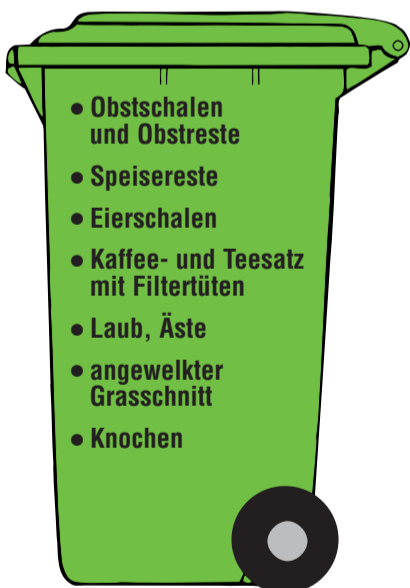 • Obstschalen
und Obstreste
• Speisereste
• Eierschalen
• Kaffee- und Teesatz
mit Filtertüten
• Laub, Äste
• angewelkter
Grasschnitt
• Knochen